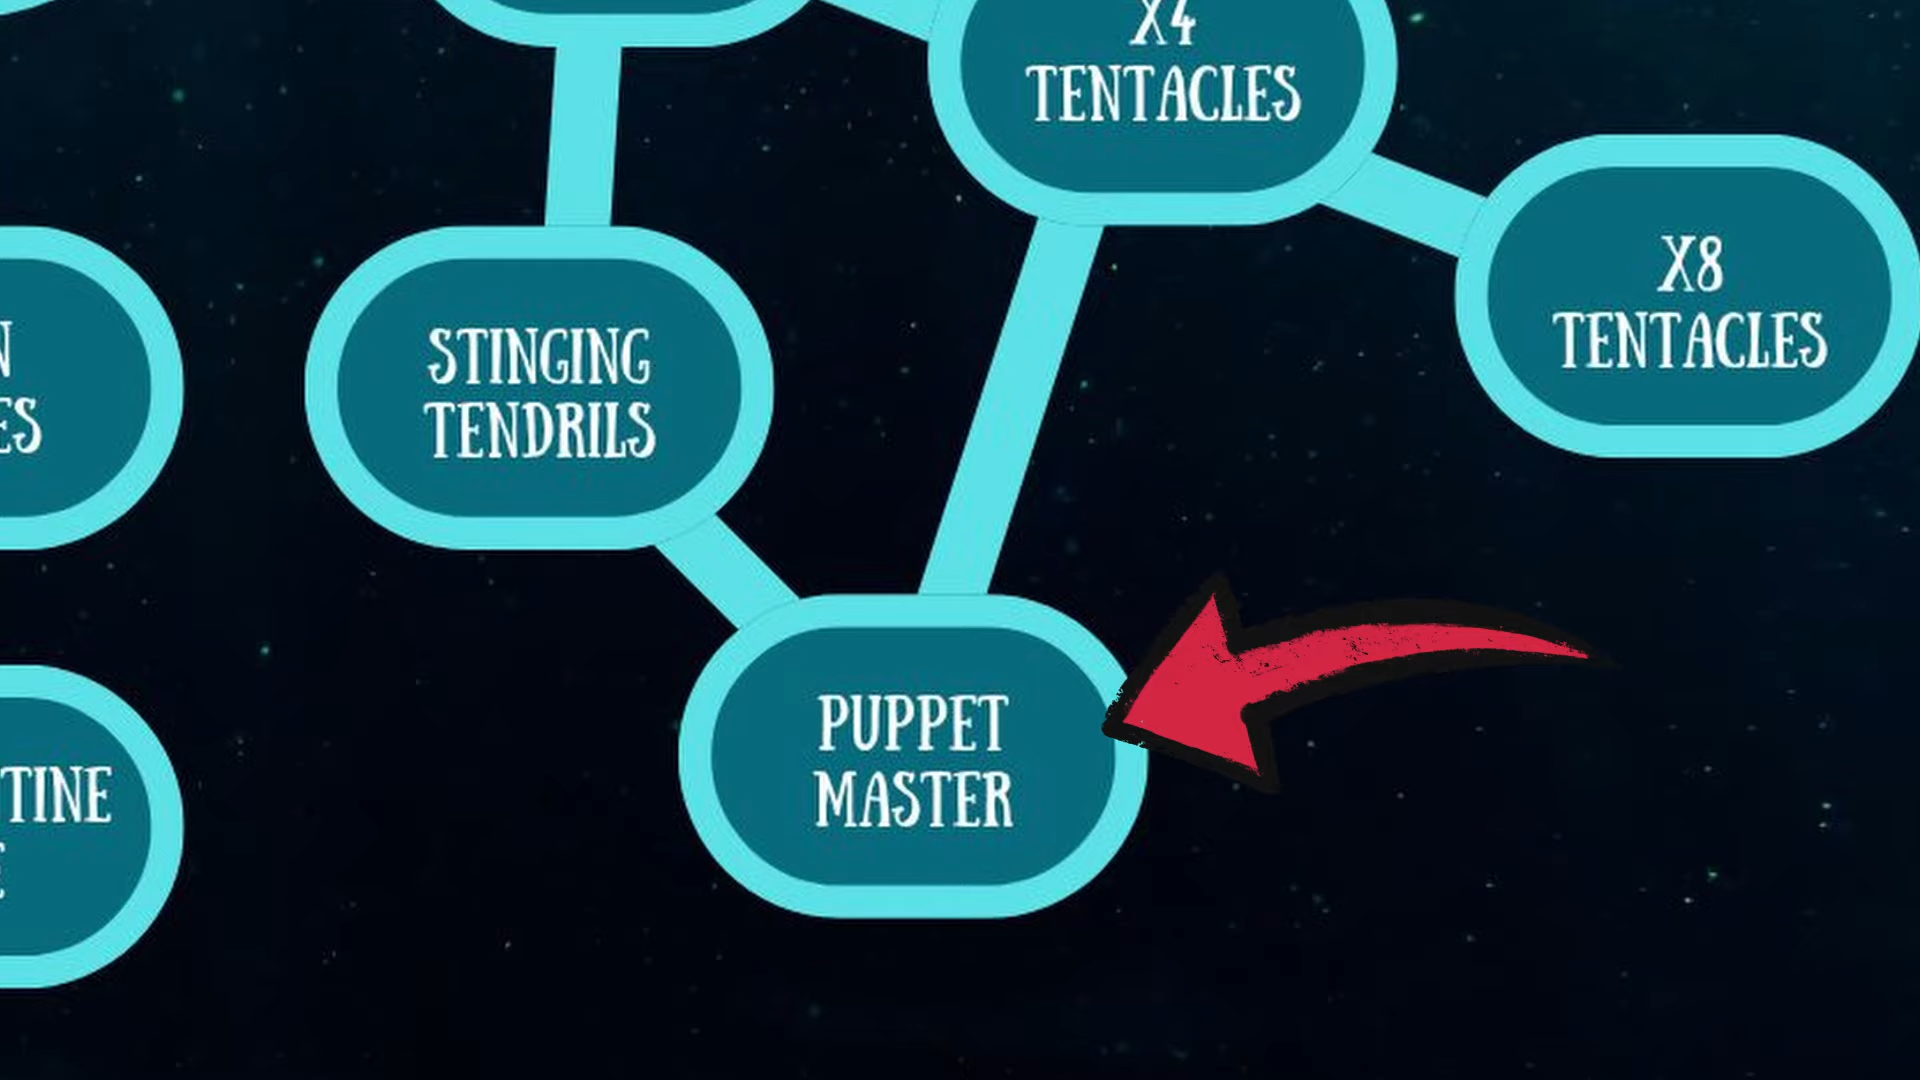 X4
TENTACLES
X8
TENTACLES
STINGING
TENDRILS
PUPPET
MASTER